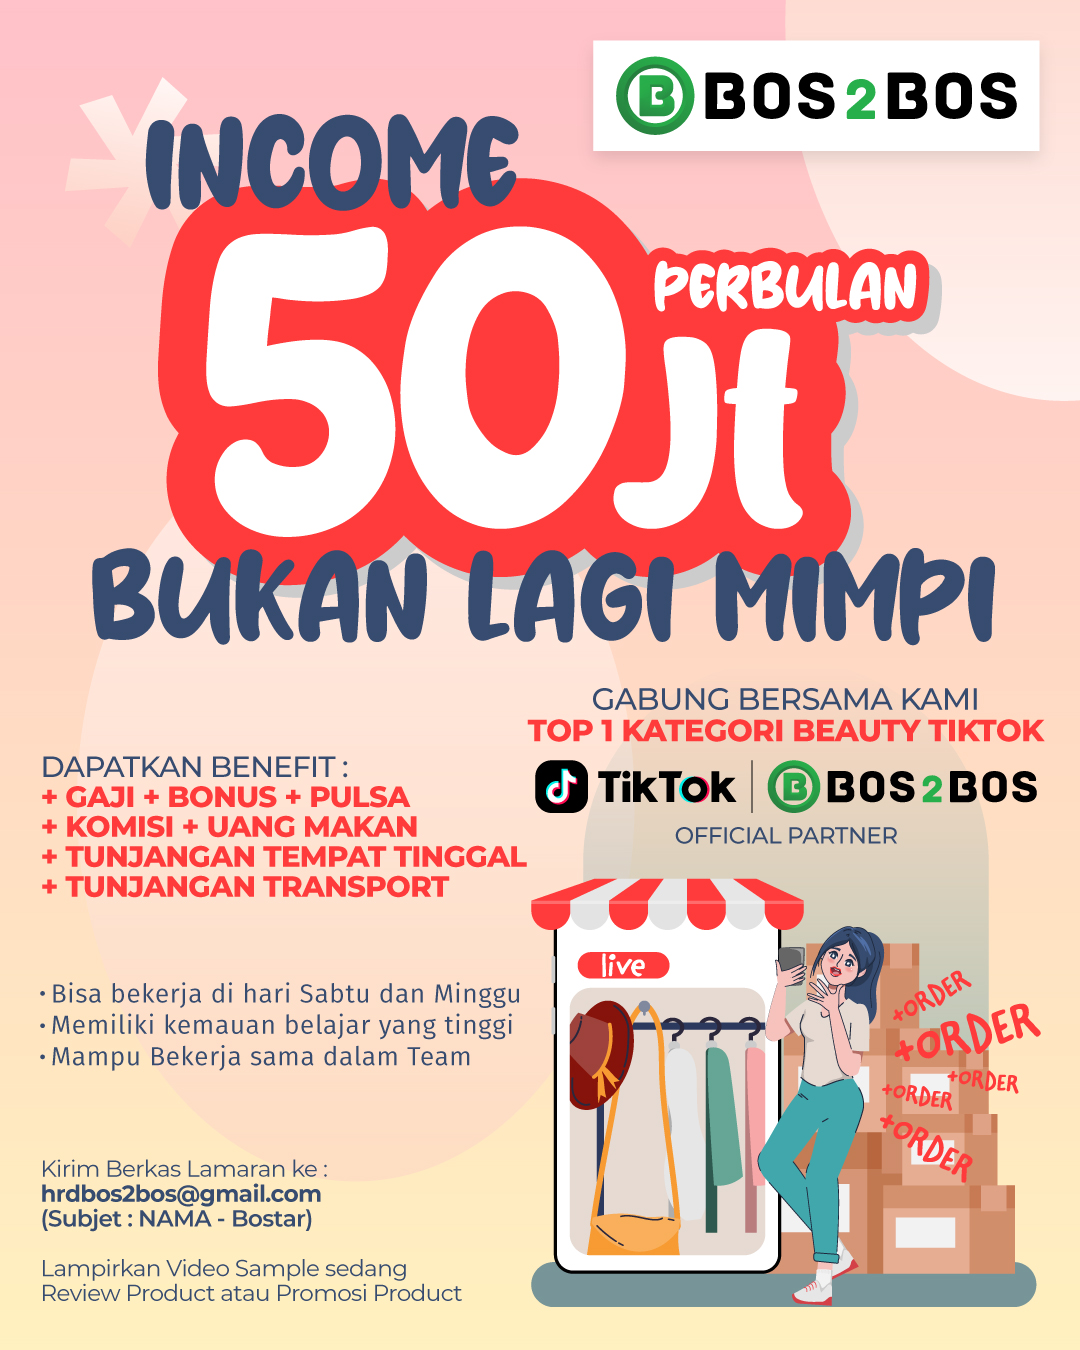 BOS2BOS
INCOME
50Jt
PERBULAN
BUKAN LAGI MIMPI
GABUNG BERSAMA KAMI
TOP 1 KATEGORI BEAUTY TIKTOK
TikTok | BOS2BOS
OFFICIAL PARTNER
DAPATKAN BENEFIT :
+ GAJI + BONUS + PULSA
+ KOMISI + UANG MAKAN
+ TUNJANGAN TEMPAT TINGGAL
+ TUNJANGAN TRANSPORT
• Bisa bekerja di hari Sabtu dan Minggu
• Memiliki kemauan belajar yang tinggi
• Mampu Bekerja sama dalam Team
live
+ORDER
+ORDER
+ORDER
+ORDER
+ORDER
Kirim Berkas Lamaran ke :
hrdbos2bos@gmail.com
(Subjet : NAMA - Bostar)
Lampirkan Video Sample sedang
Review Product atau Promosi Product